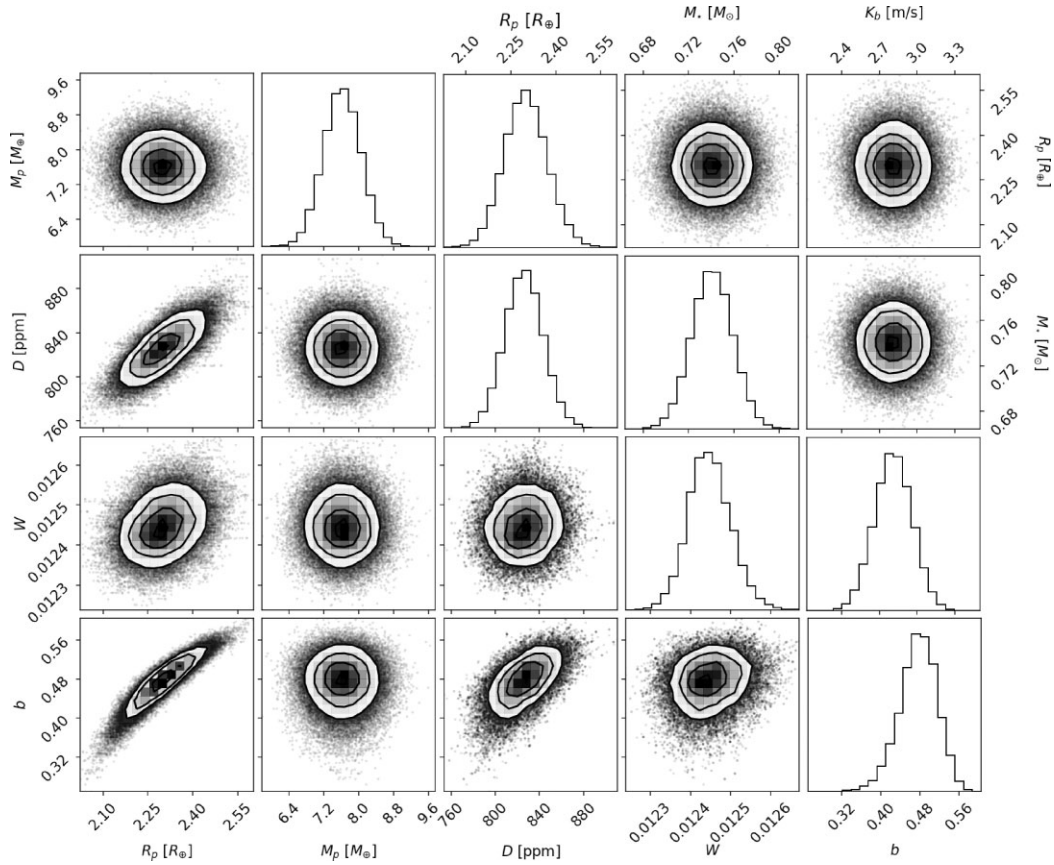 R_p [R_⊕] M_⋆ [M_⊙] K_b [m/s]
2.10 2.25 2.40 2.55 0.68 0.72 0.76 0.80 2.4 2.7 3.0 3.3
M_p [M_⊕] 9.6 8.8 8.0 7.2 6.4
2.55 2.40 2.25 2.10 R_p [R_⊕]
D [ppm] 880 840 800 760
0.80 0.76 0.72 0.68 M_⋆ [M_⊙]
W 0.0126 0.0125 0.0124 0.0123
b 0.56 0.48 0.40 0.32
2.10 2.25 2.40 2.55 6.4 7.2 8.0 8.8 9.6 760 800 840 880 0.0123 0.0124 0.0125 0.0126 0.32 0.40 0.48 0.56
R_p [R_⊕] M_p [M_⊕] D [ppm] W b